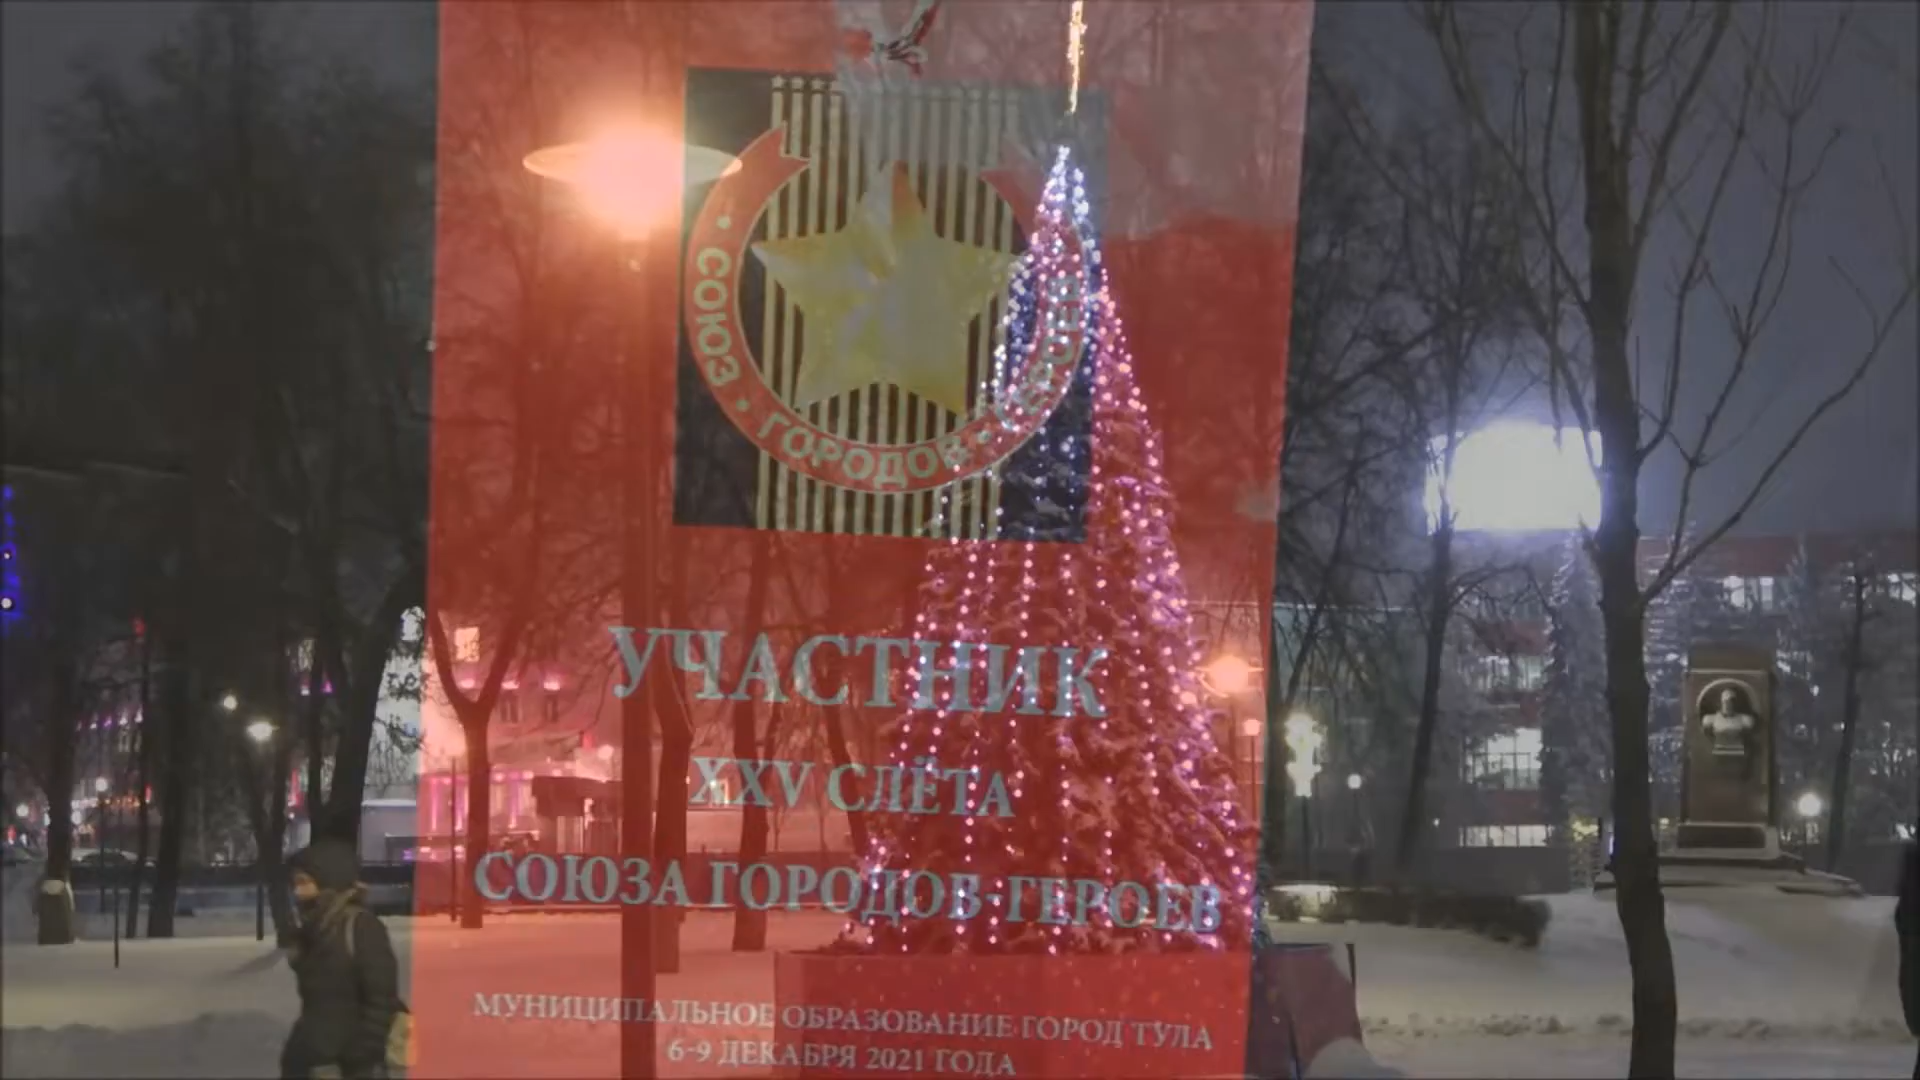 • СОЮЗ • ГОРОДОВ - ГЕРОЕВ
УЧАСТНИК
XXV СЛЁТА
СОЮЗА ГОРОДОВ-ГЕРОЕВ
МУНИЦИПАЛЬНОЕ ОБРАЗОВАНИЕ ГОРОД ТУЛА
6-9 ДЕКАБРЯ 2021 ГОДА